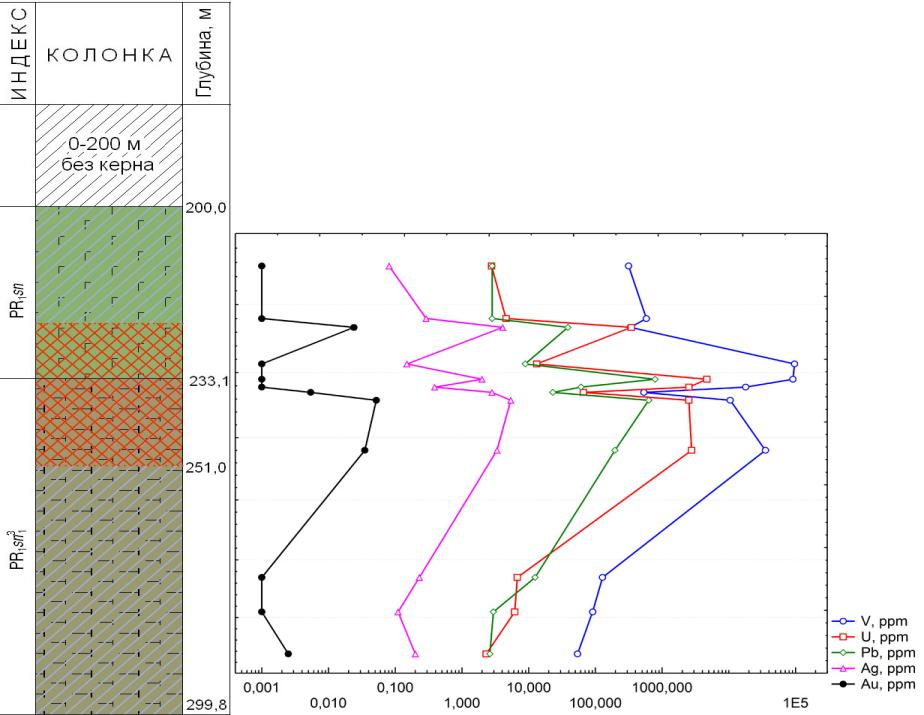 ИНДЕКС
КОЛОНКА
Глубина, м
0-200 м
без керна
200,0
PR₁sn
233,1
251,0
PR₁sn₁³
299,8
0,001
0,010
0,100
1,000
10,000
100,000
1000,000
1E5
V, ppm
U, ppm
Pb, ppm
Ag, ppm
Au, ppm